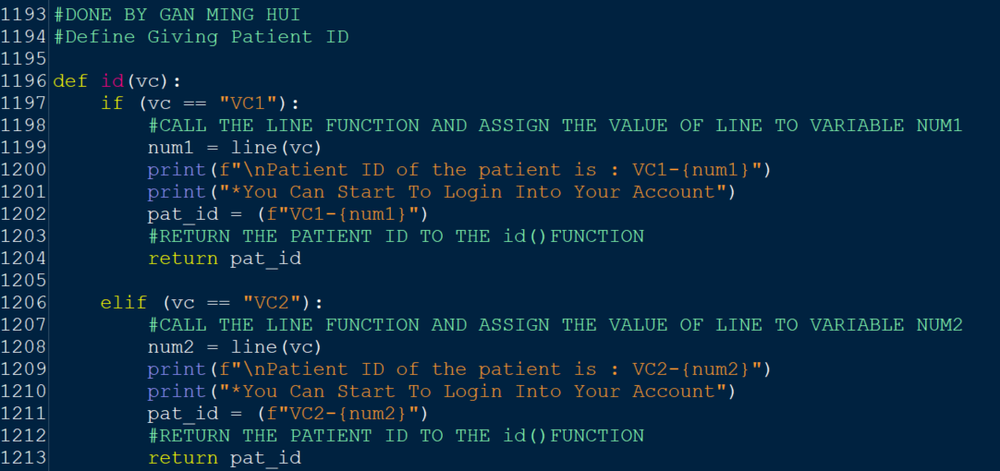 1193 #DONE BY GAN MING HUI
1194 #Define Giving Patient ID
1195
1196 def id(vc):
1197     if (vc == "VC1"):
1198         #CALL THE LINE FUNCTION AND ASSIGN THE VALUE OF LINE TO VARIABLE NUM1
1199         num1 = line(vc)
1200         print(f"\nPatient ID of the patient is : VC1-{num1}")
1201         print("*You Can Start To Login Into Your Account")
1202         pat_id = (f"VC1-{num1}")
1203         #RETURN THE PATIENT ID TO THE id()FUNCTION
1204         return pat_id
1205
1206     elif (vc == "VC2"):
1207         #CALL THE LINE FUNCTION AND ASSIGN THE VALUE OF LINE TO VARIABLE NUM2
1208         num2 = line(vc)
1209         print(f"\nPatient ID of the patient is : VC2-{num2}")
1210         print("*You Can Start To Login Into Your Account")
1211         pat_id = (f"VC2-{num2}")
1212         #RETURN THE PATIENT ID TO THE id()FUNCTION
1213         return pat_id